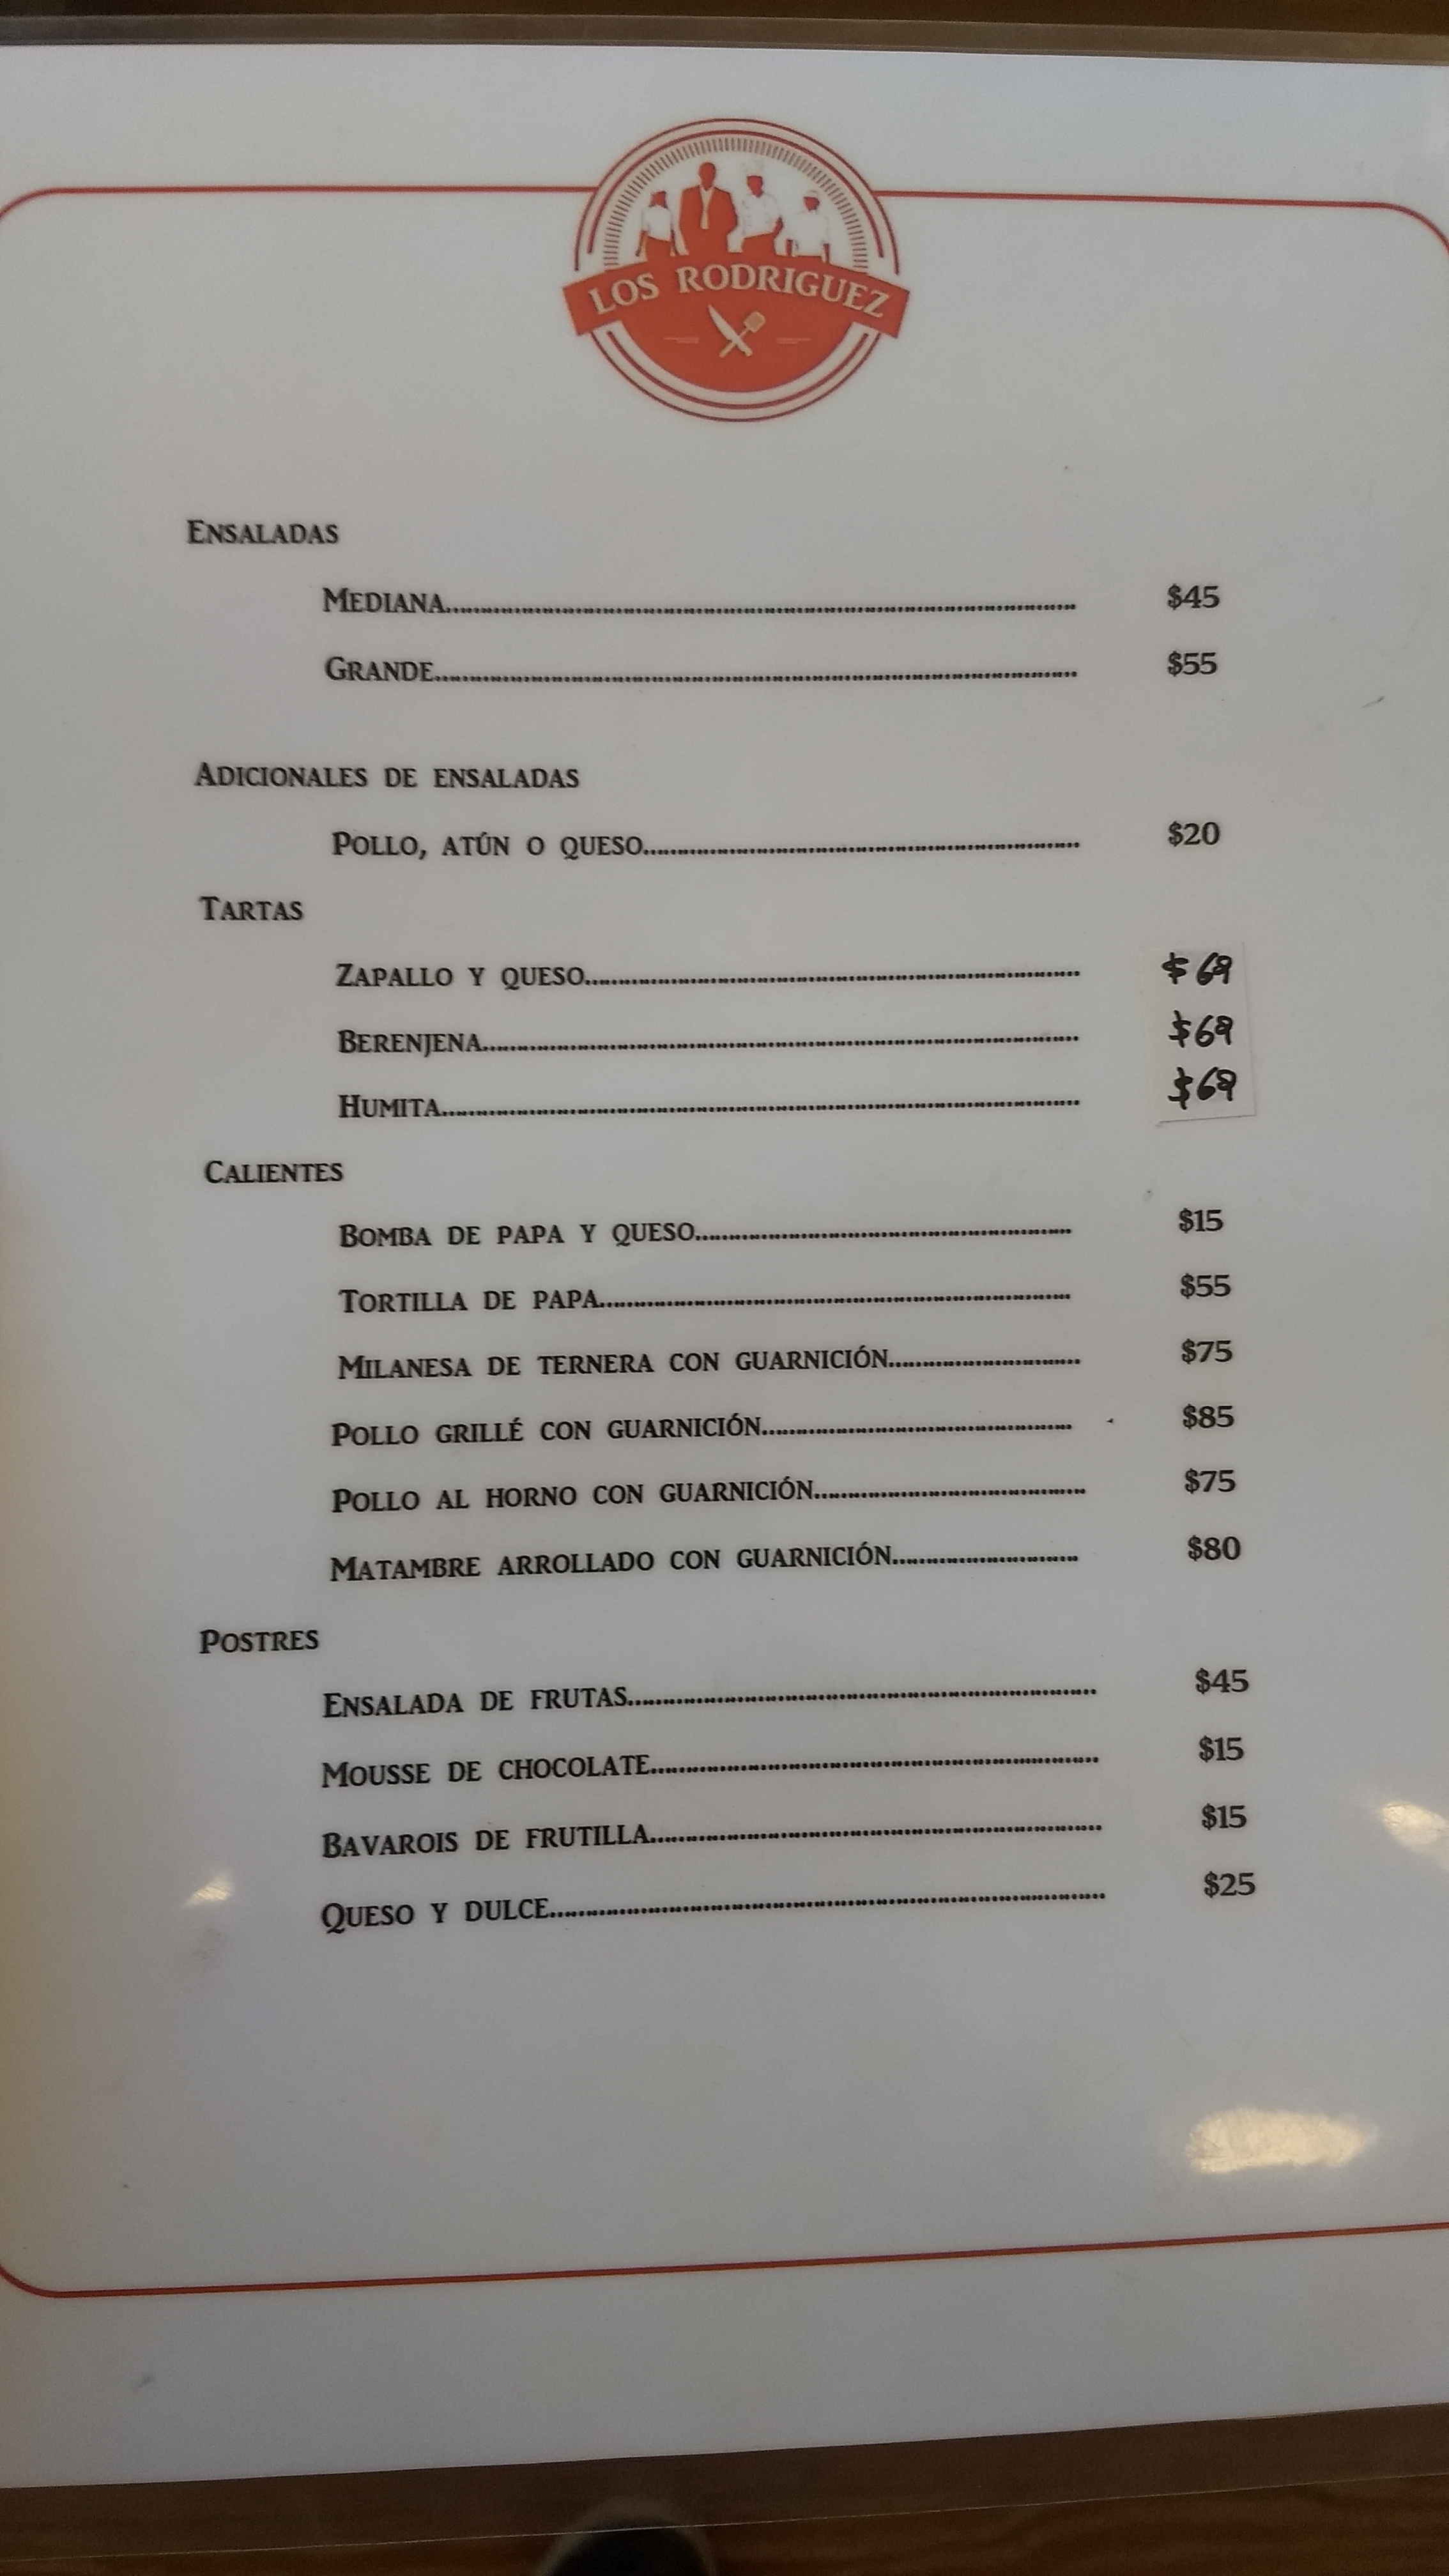 LOS RODRIGUEZ
ENSALADAS
MEDIANA........ $45
GRANDE........ $55
ADICIONALES DE ENSALADAS
POLLO, ATÚN O QUESO........ $20
TARTAS
ZAPALLO Y QUESO........ $69
BERENJENA........ $69
HUMITA........ $69
CALIENTES
BOMBA DE PAPA Y QUESO........ $15
TORTILLA DE PAPA........ $55
MILANESA DE TERNERA CON GUARNICIÓN........ $75
POLLO GRILLÉ CON GUARNICIÓN........ $85
POLLO AL HORNO CON GUARNICIÓN........ $75
MATAMBRE ARROLLADO CON GUARNICIÓN........ $80
POSTRES
ENSALADA DE FRUTAS........ $45
MOUSSE DE CHOCOLATE........ $15
BAVAROIS DE FRUTILLA........ $15
QUESO Y DULCE........ $25